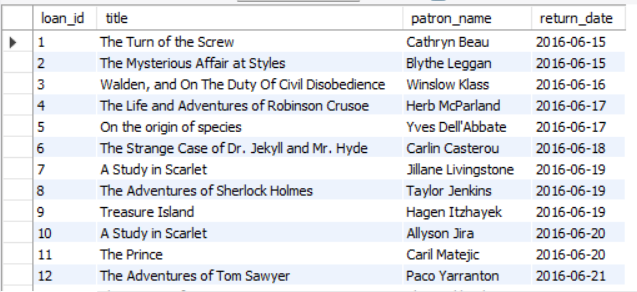 loan_id title patron_name return_date
1 The Turn of the Screw Cathryn Beau 2016-06-15
2 The Mysterious Affair at Styles Blythe Leggan 2016-06-15
3 Walden, and On The Duty Of Civil Disobedience Winslow Klass 2016-06-16
4 The Life and Adventures of Robinson Crusoe Herb McParland 2016-06-17
5 On the origin of species Yves Dell'Abbate 2016-06-17
6 The Strange Case of Dr. Jekyll and Mr. Hyde Carlin Casterou 2016-06-18
7 A Study in Scarlet Jillane Livingstone 2016-06-19
8 The Adventures of Sherlock Holmes Taylor Jenkins 2016-06-19
9 Treasure Island Hagen Itzhayek 2016-06-19
10 A Study in Scarlet Allyson Jira 2016-06-20
11 The Prince Caril Matejic 2016-06-20
12 The Adventures of Tom Sawyer Paco Yarranton 2016-06-21